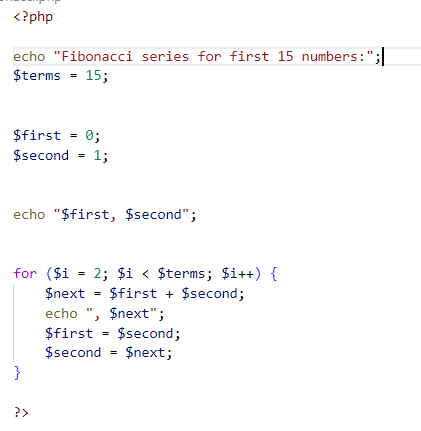 <?php
echo "Fibonacci series for first 15 numbers:";
$terms = 15;
$first = 0;
$second = 1;
echo "$first, $second";
for ($i = 2; $i < $terms; $i++) {
    $next = $first + $second;
    echo ", $next";
    $first = $second;
    $second = $next;
}
?>